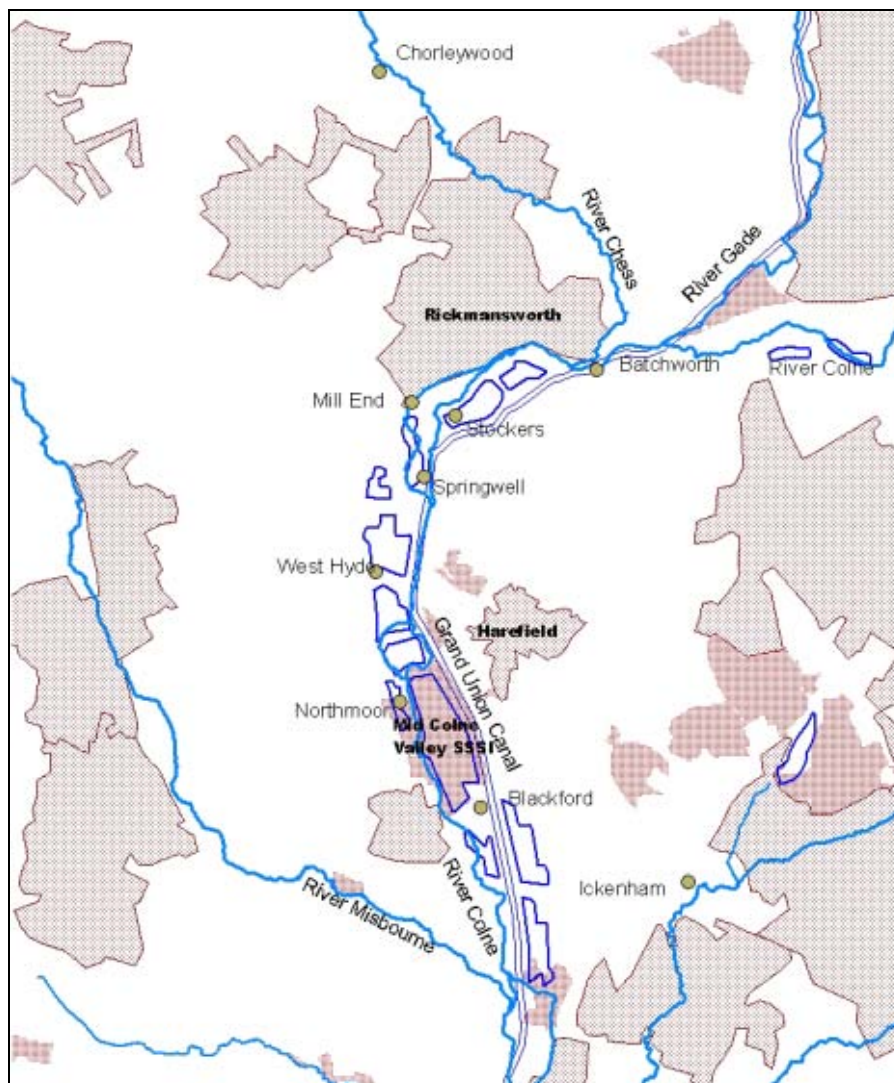 Chorleywood
River Chess
River Gade
Rickmansworth
Batchworth
River Colne
Mill End
Stockers
Springwell
West Hyde
Harefield
Grand Union Canal
Northmoor
Mid Colne
Valley SSSI
Blackford
Ickenham
River Colne
River Misbourne